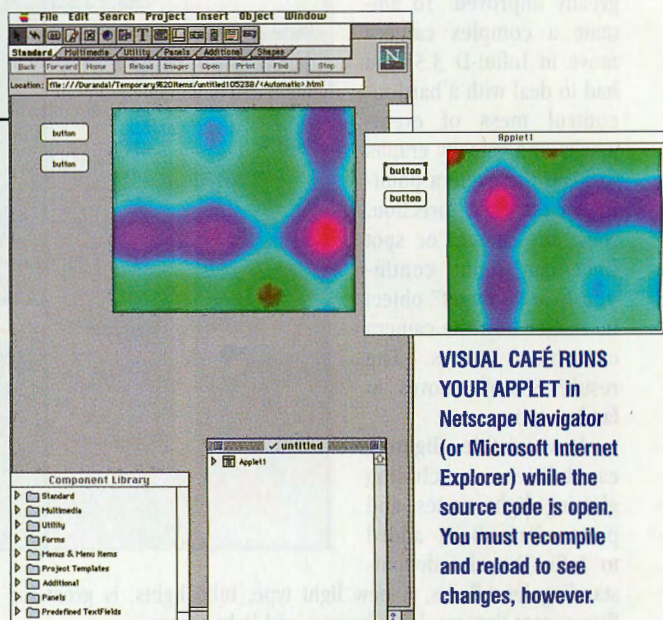 File Edit Search Project Insert Object Window
Standard Multimedia Utility Panels Additional Shapes
Back Forward Home Reload Images Open Print Find Stop
Location: file:///Durandal/Temporary%20Items/untitled105238/<Automatic>.html
button
button
Applet1
button
button
VISUAL CAFÉ RUNS
YOUR APPLET in
Netscape Navigator
(or Microsoft Internet
Explorer) while the
source code is open.
You must recompile
and reload to see
changes, however.
untitled
Applet1
Component Library
Standard
Multimedia
Utility
Forms
Menus & Menu Items
Project Templates
Additional
Panels
Predefined TextFields